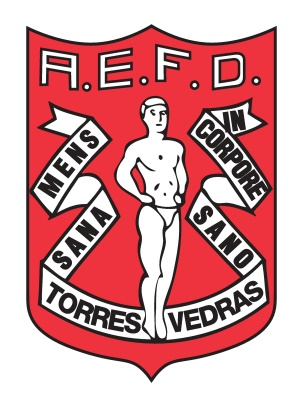 A.E.F.D.
MENS
SANA
IN
CORPORE
SANO
TORRES VEDRAS